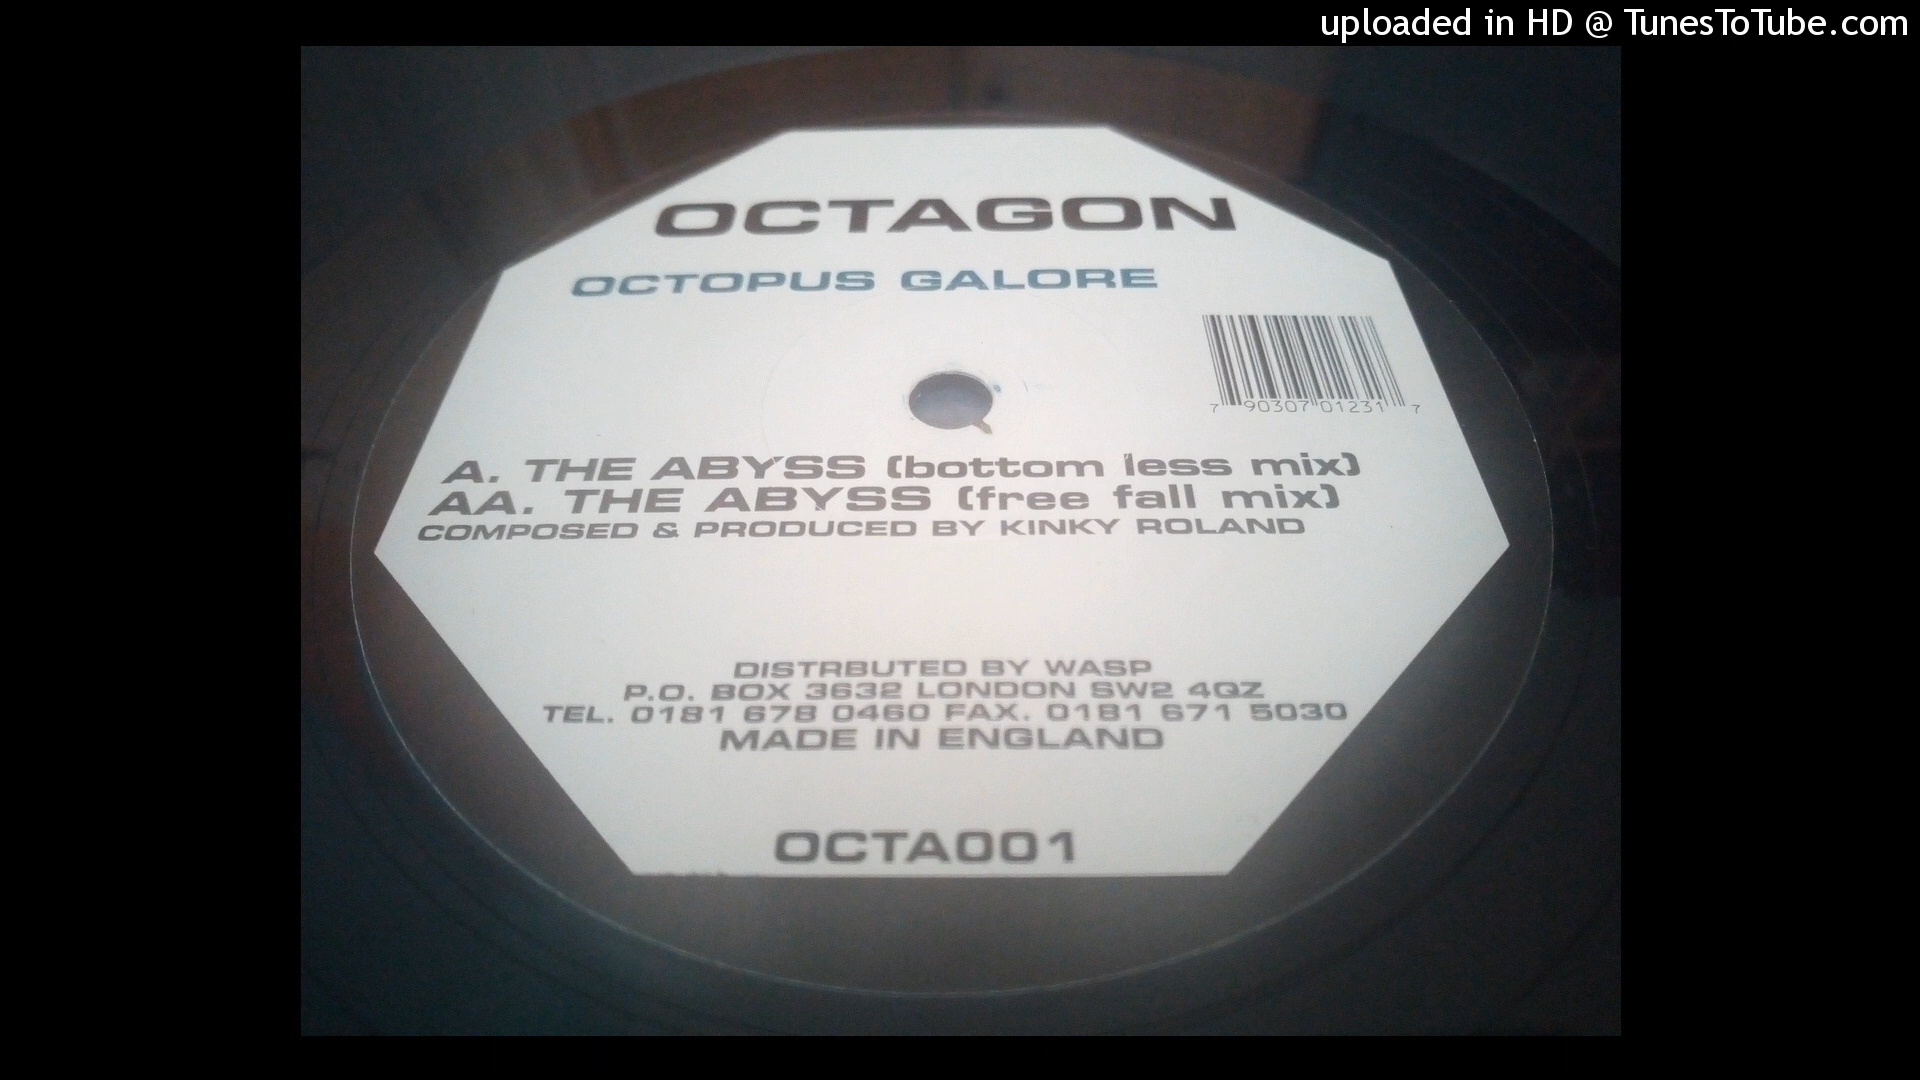 uploaded in HD @ TunesToTube.com
OCTAGON
OCTOPUS GALORE
7 90307 01231 7
A. THE ABYSS (bottom less mix)
AA. THE ABYSS (free fall mix)
COMPOSED & PRODUCED BY KINKY ROLAND
DISTRBUTED BY WASP
P.O. BOX 3632 LONDON SW2 4QZ
TEL. 0181 678 0460 FAX. 0181 671 5030
MADE IN ENGLAND
OCTA001